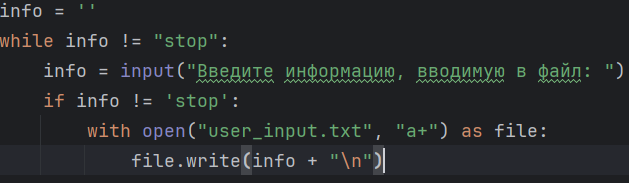 info = ''
while info != "stop":
    info = input("Введите информацию, вводимую в файл: ")
    if info != 'stop':
        with open("user_input.txt", "a+") as file:
            file.write(info + "\n")